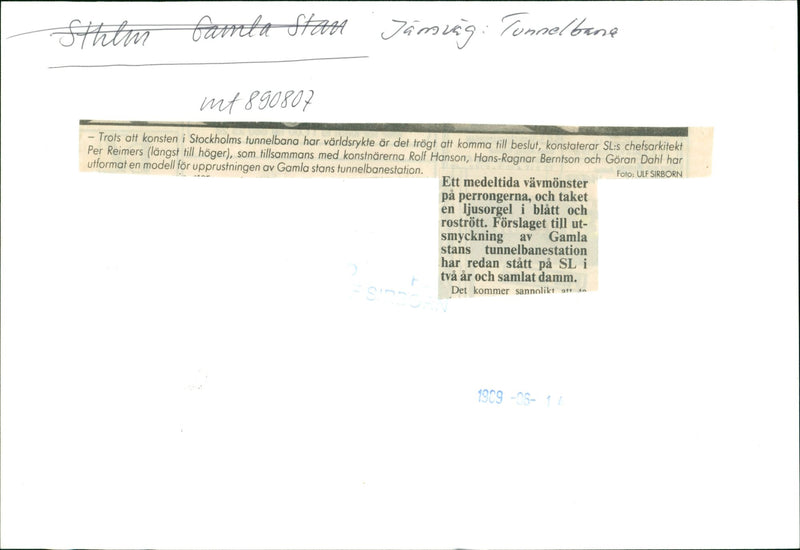 Sthlm Gamla Stan Järnväg: Tunnelbana
mt 890807
– Trots att konsten i Stockholms tunnelbana har världsrykte är det trögt att komma till beslut, konstaterar SL:s chefsarkitekt
Per Reimers (längst till höger), som tillsammans med konstnärerna Rolf Hanson, Hans-Ragnar Berntson och Göran Dahl har
utformat en modell för upprustningen av Gamla stans tunnelbanestation.
Foto: ULF SIRBORN
Ett medeltida vävmönster
på perrongerna, och taket
en ljusorgel i blått och
rostrött. Förslaget till ut-
smyckning av Gamla
stans tunnelbanestation
har redan stått på SL i
två år och samlat damm.
Det kommer sannolikt att